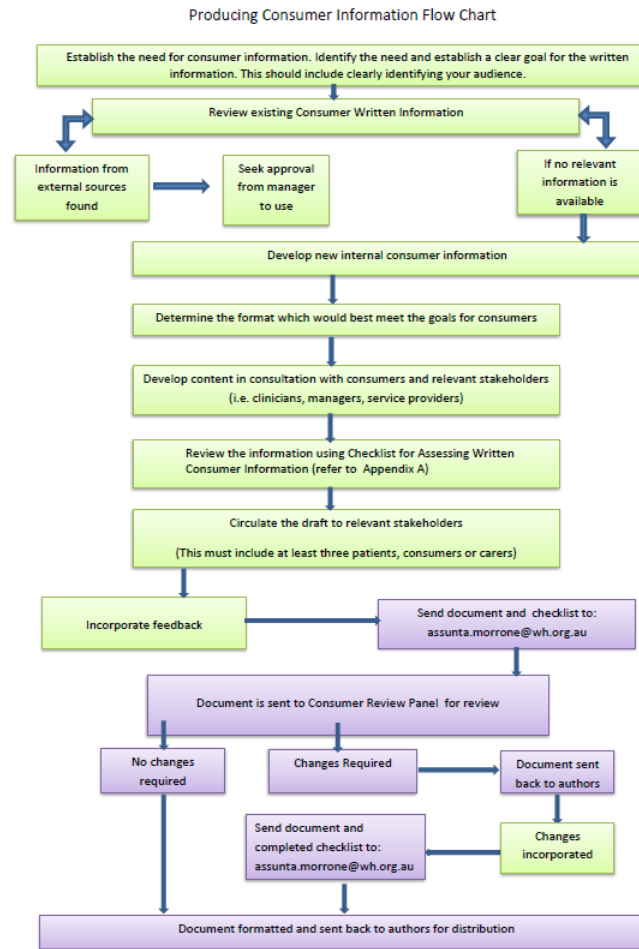 Producing Consumer Information Flow Chart
Establish the need for consumer information. Identify the need and establish a clear goal for the written
information. This should include clearly identifying your audience.
Review existing Consumer Written Information
Information from
external sources
found
Seek approval
from manager
to use
If no relevant
information is
available
Develop new internal consumer information
Determine the format which would best meet the goals for consumers
Develop content in consultation with consumers and relevant stakeholders
(i.e. clinicians, managers, service providers)
Review the information using Checklist for Assessing Written
Consumer Information (refer to Appendix A)
Circulate the draft to relevant stakeholders
(This must include at least three patients, consumers or carers)
Incorporate feedback
Send document and checklist to:
assunta.morrone@wh.org.au
Document is sent to Consumer Review Panel for review
No changes
required
Changes Required
Document sent
back to authors
Send document and
completed checklist to:
assunta.morrone@wh.org.au
Changes
incorporated
Document formatted and sent back to authors for distribution